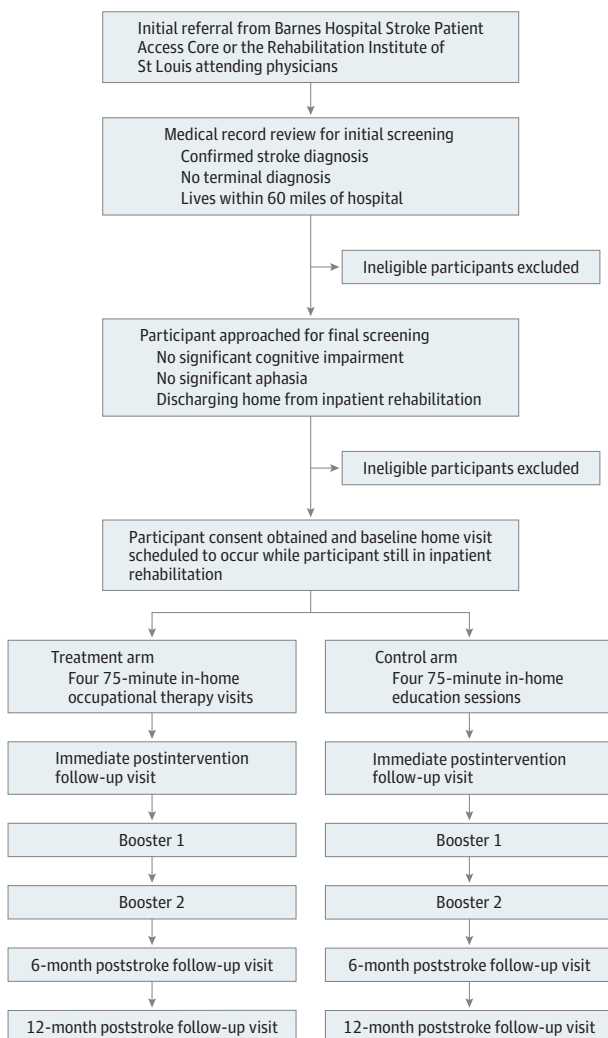 Initial referral from Barnes Hospital Stroke Patient
Access Core or the Rehabilitation Institute of
St Louis attending physicians
Medical record review for initial screening
Confirmed stroke diagnosis
No terminal diagnosis
Lives within 60 miles of hospital
Ineligible participants excluded
Participant approached for final screening
No significant cognitive impairment
No significant aphasia
Discharging home from inpatient rehabilitation
Ineligible participants excluded
Participant consent obtained and baseline home visit
scheduled to occur while participant still in inpatient
rehabilitation
Treatment arm
Four 75-minute in-home
occupational therapy visits
Control arm
Four 75-minute in-home
education sessions
Immediate postintervention
follow-up visit
Immediate postintervention
follow-up visit
Booster 1
Booster 1
Booster 2
Booster 2
6-month poststroke follow-up visit
6-month poststroke follow-up visit
12-month poststroke follow-up visit
12-month poststroke follow-up visit